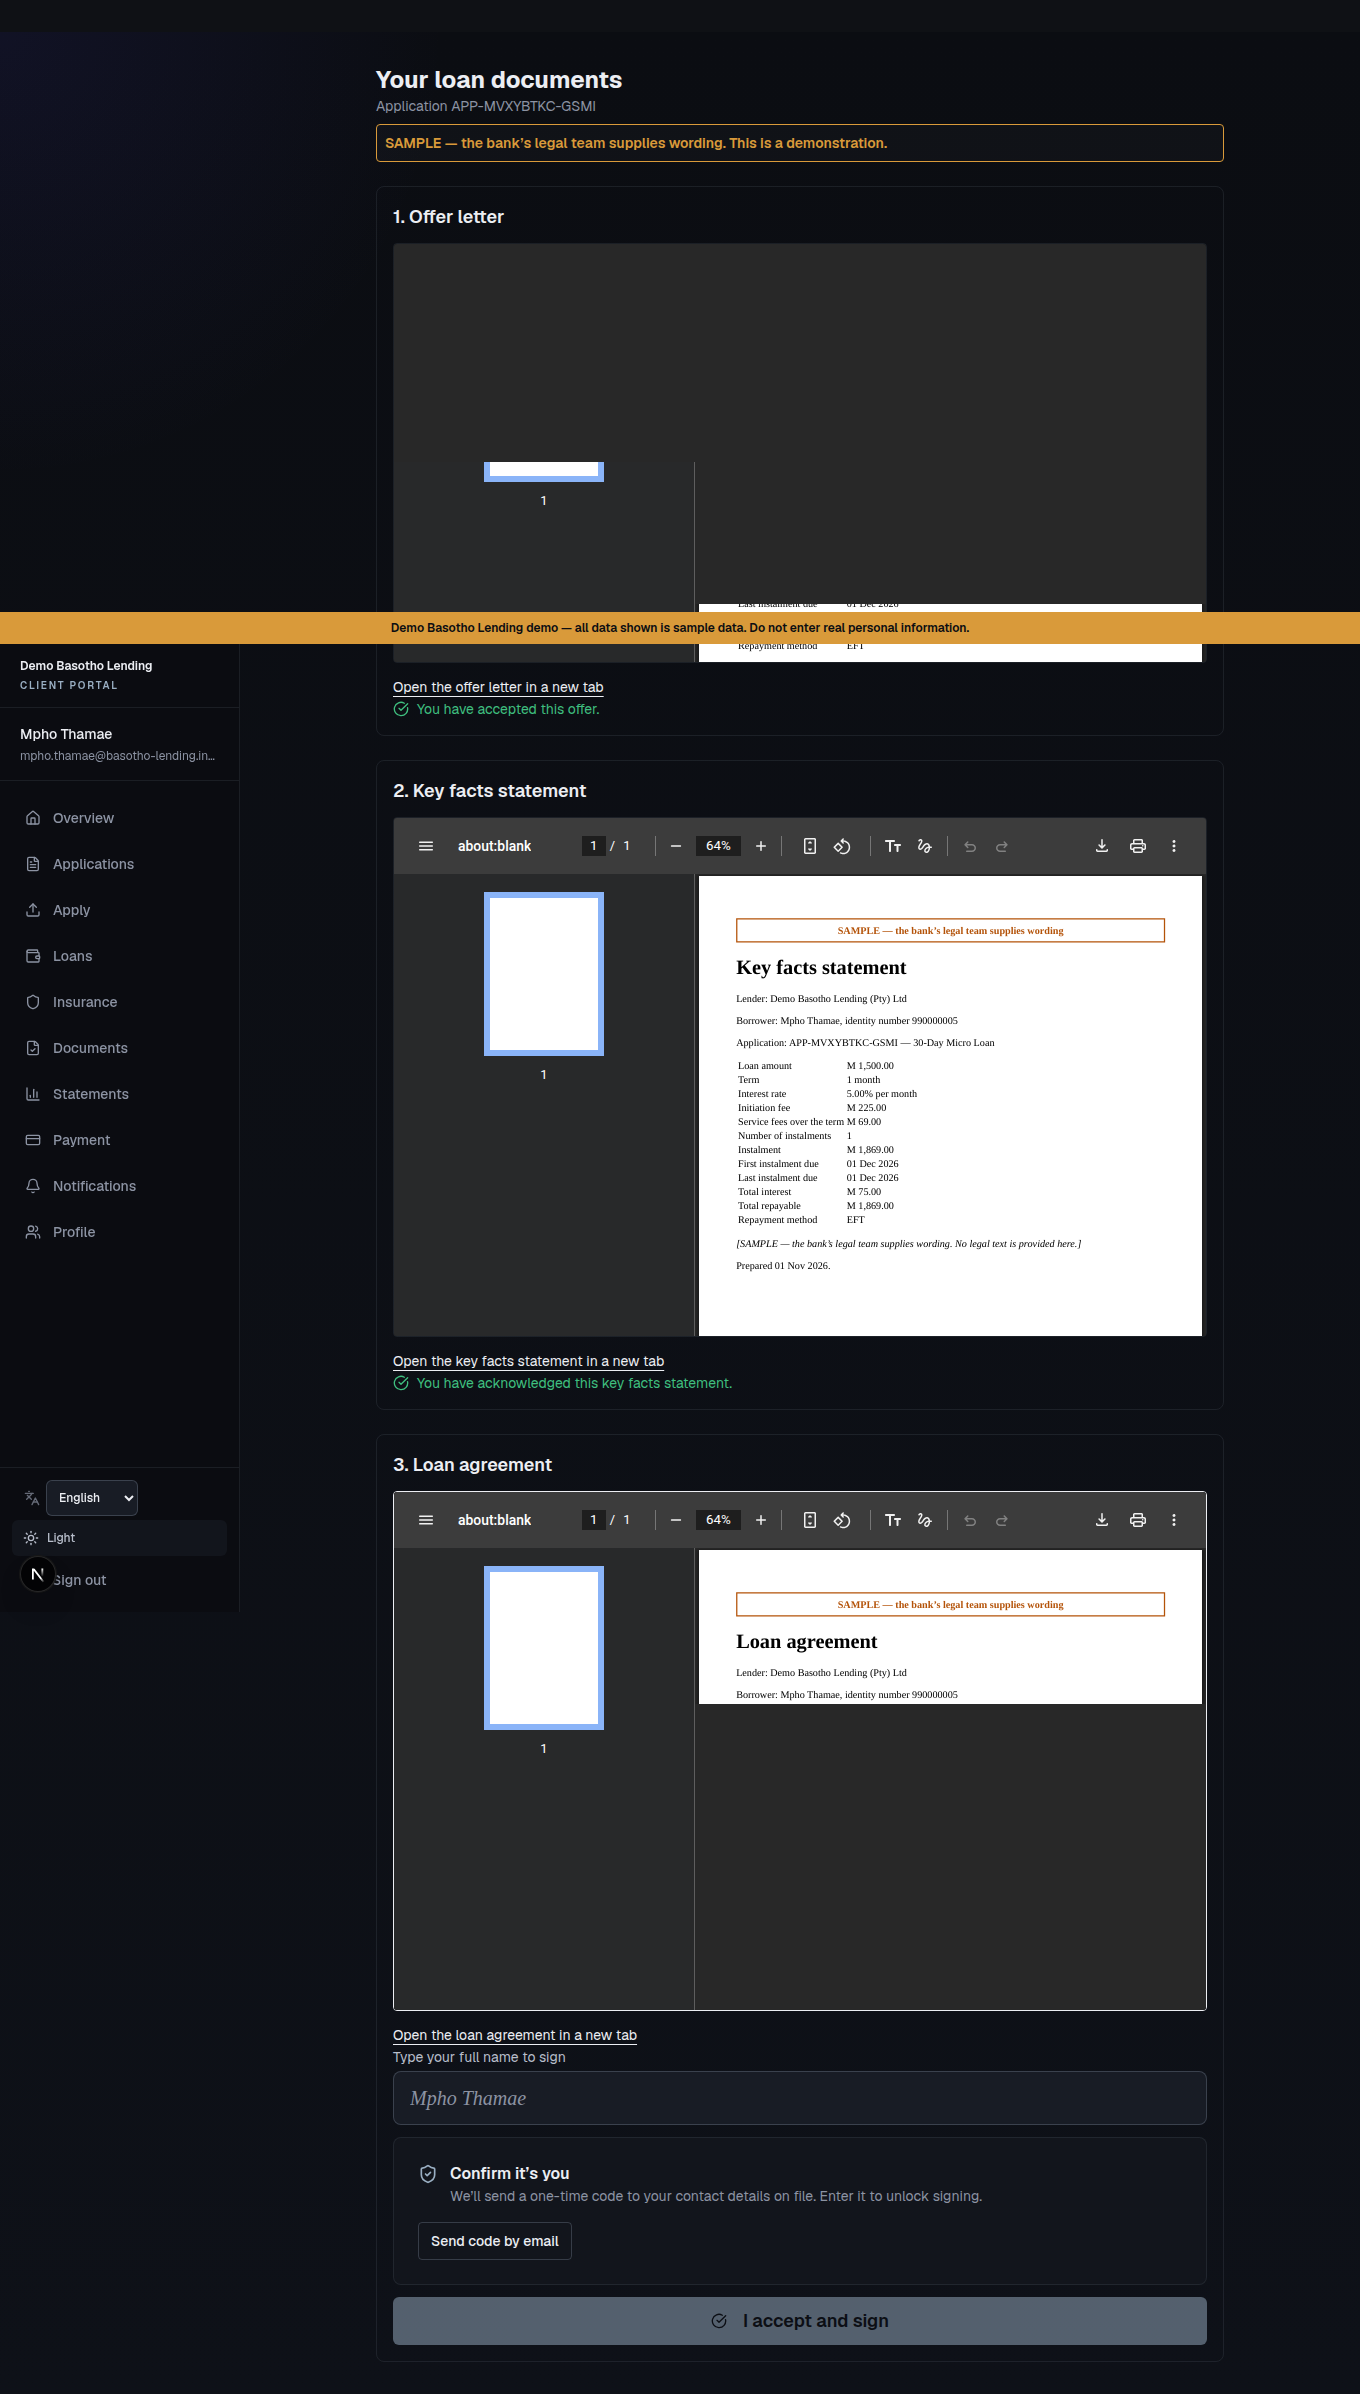 Your loan documents
Application APP-MVXYBTKC-GSMI
SAMPLE — the bank's legal team supplies wording. This is a demonstration.
1. Offer letter
1
Last instalment due 01 Dec 2026
Demo Basotho Lending demo — all data shown is sample data. Do not enter real personal information.
Repayment method EFT
Open the offer letter in a new tab
You have accepted this offer.
Demo Basotho Lending
CLIENT PORTAL
Mpho Thamae
mpho.thamae@basotho-lending.in...
Overview
Applications
Apply
Loans
Insurance
Documents
Statements
Payment
Notifications
Profile
English
Light
N
Sign out
2. Key facts statement
about:blank 1 / 1 64%
1
SAMPLE — the bank's legal team supplies wording
Key facts statement
Lender: Demo Basotho Lending (Pty) Ltd
Borrower: Mpho Thamae, identity number 990000005
Application: APP-MVXYBTKC-GSMI — 30-Day Micro Loan
Loan amount M 1,500.00
Term 1 month
Interest rate 5.00% per month
Initiation fee M 225.00
Service fees over the term M 69.00
Number of instalments 1
Instalment M 1,869.00
First instalment due 01 Dec 2026
Last instalment due 01 Dec 2026
Total interest M 75.00
Total repayable M 1,869.00
Repayment method EFT
[SAMPLE — the bank's legal team supplies wording. No legal text is provided here.]
Prepared 01 Nov 2026.
Open the key facts statement in a new tab
You have acknowledged this key facts statement.
3. Loan agreement
about:blank 1 / 1 64%
1
SAMPLE — the bank's legal team supplies wording
Loan agreement
Lender: Demo Basotho Lending (Pty) Ltd
Borrower: Mpho Thamae, identity number 990000005
Open the loan agreement in a new tab
Type your full name to sign
Mpho Thamae
Confirm it's you
We'll send a one-time code to your contact details on file. Enter it to unlock signing.
Send code by email
I accept and sign